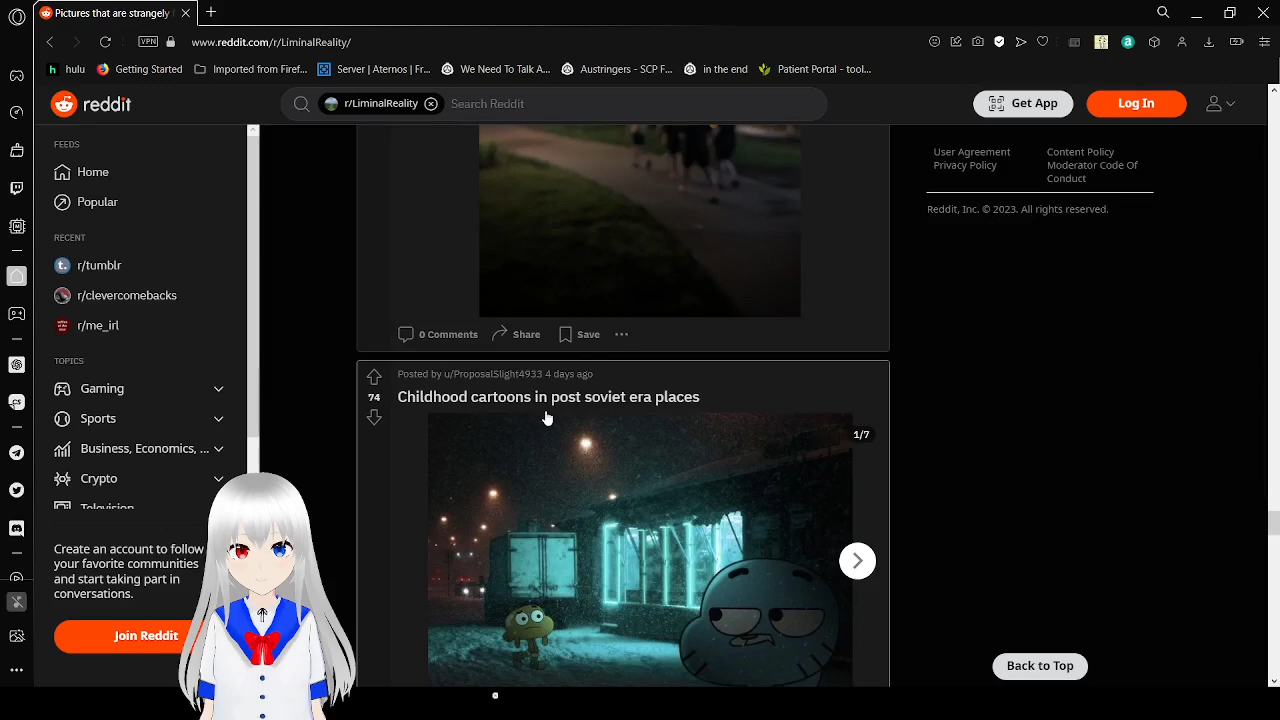 Pictures that are strangely f
VPN
www.reddit.com/r/LiminalReality/
hulu
Getting Started
Imported from Firef...
Server | Aternos | Fr...
We Need To Talk A...
Austringers - SCP F...
in the end
Patient Portal - tool...
reddit
r/LiminalReality
Search Reddit
Get App
Log In
FEEDS
Home
Popular
RECENT
r/tumblr
r/clevercomebacks
r/me_irl
TOPICS
Gaming
Sports
Business, Economics, ...
Crypto
Television
Create an account to follow
your favorite communities
and start taking part in
conversations.
Join Reddit
0 Comments
Share
Save
Posted by u/ProposalSlight4933 4 days ago
74
Childhood cartoons in post soviet era places
1/7
User Agreement
Privacy Policy
Content Policy
Moderator Code Of
Conduct
Reddit, Inc. © 2023. All rights reserved.
Back to Top